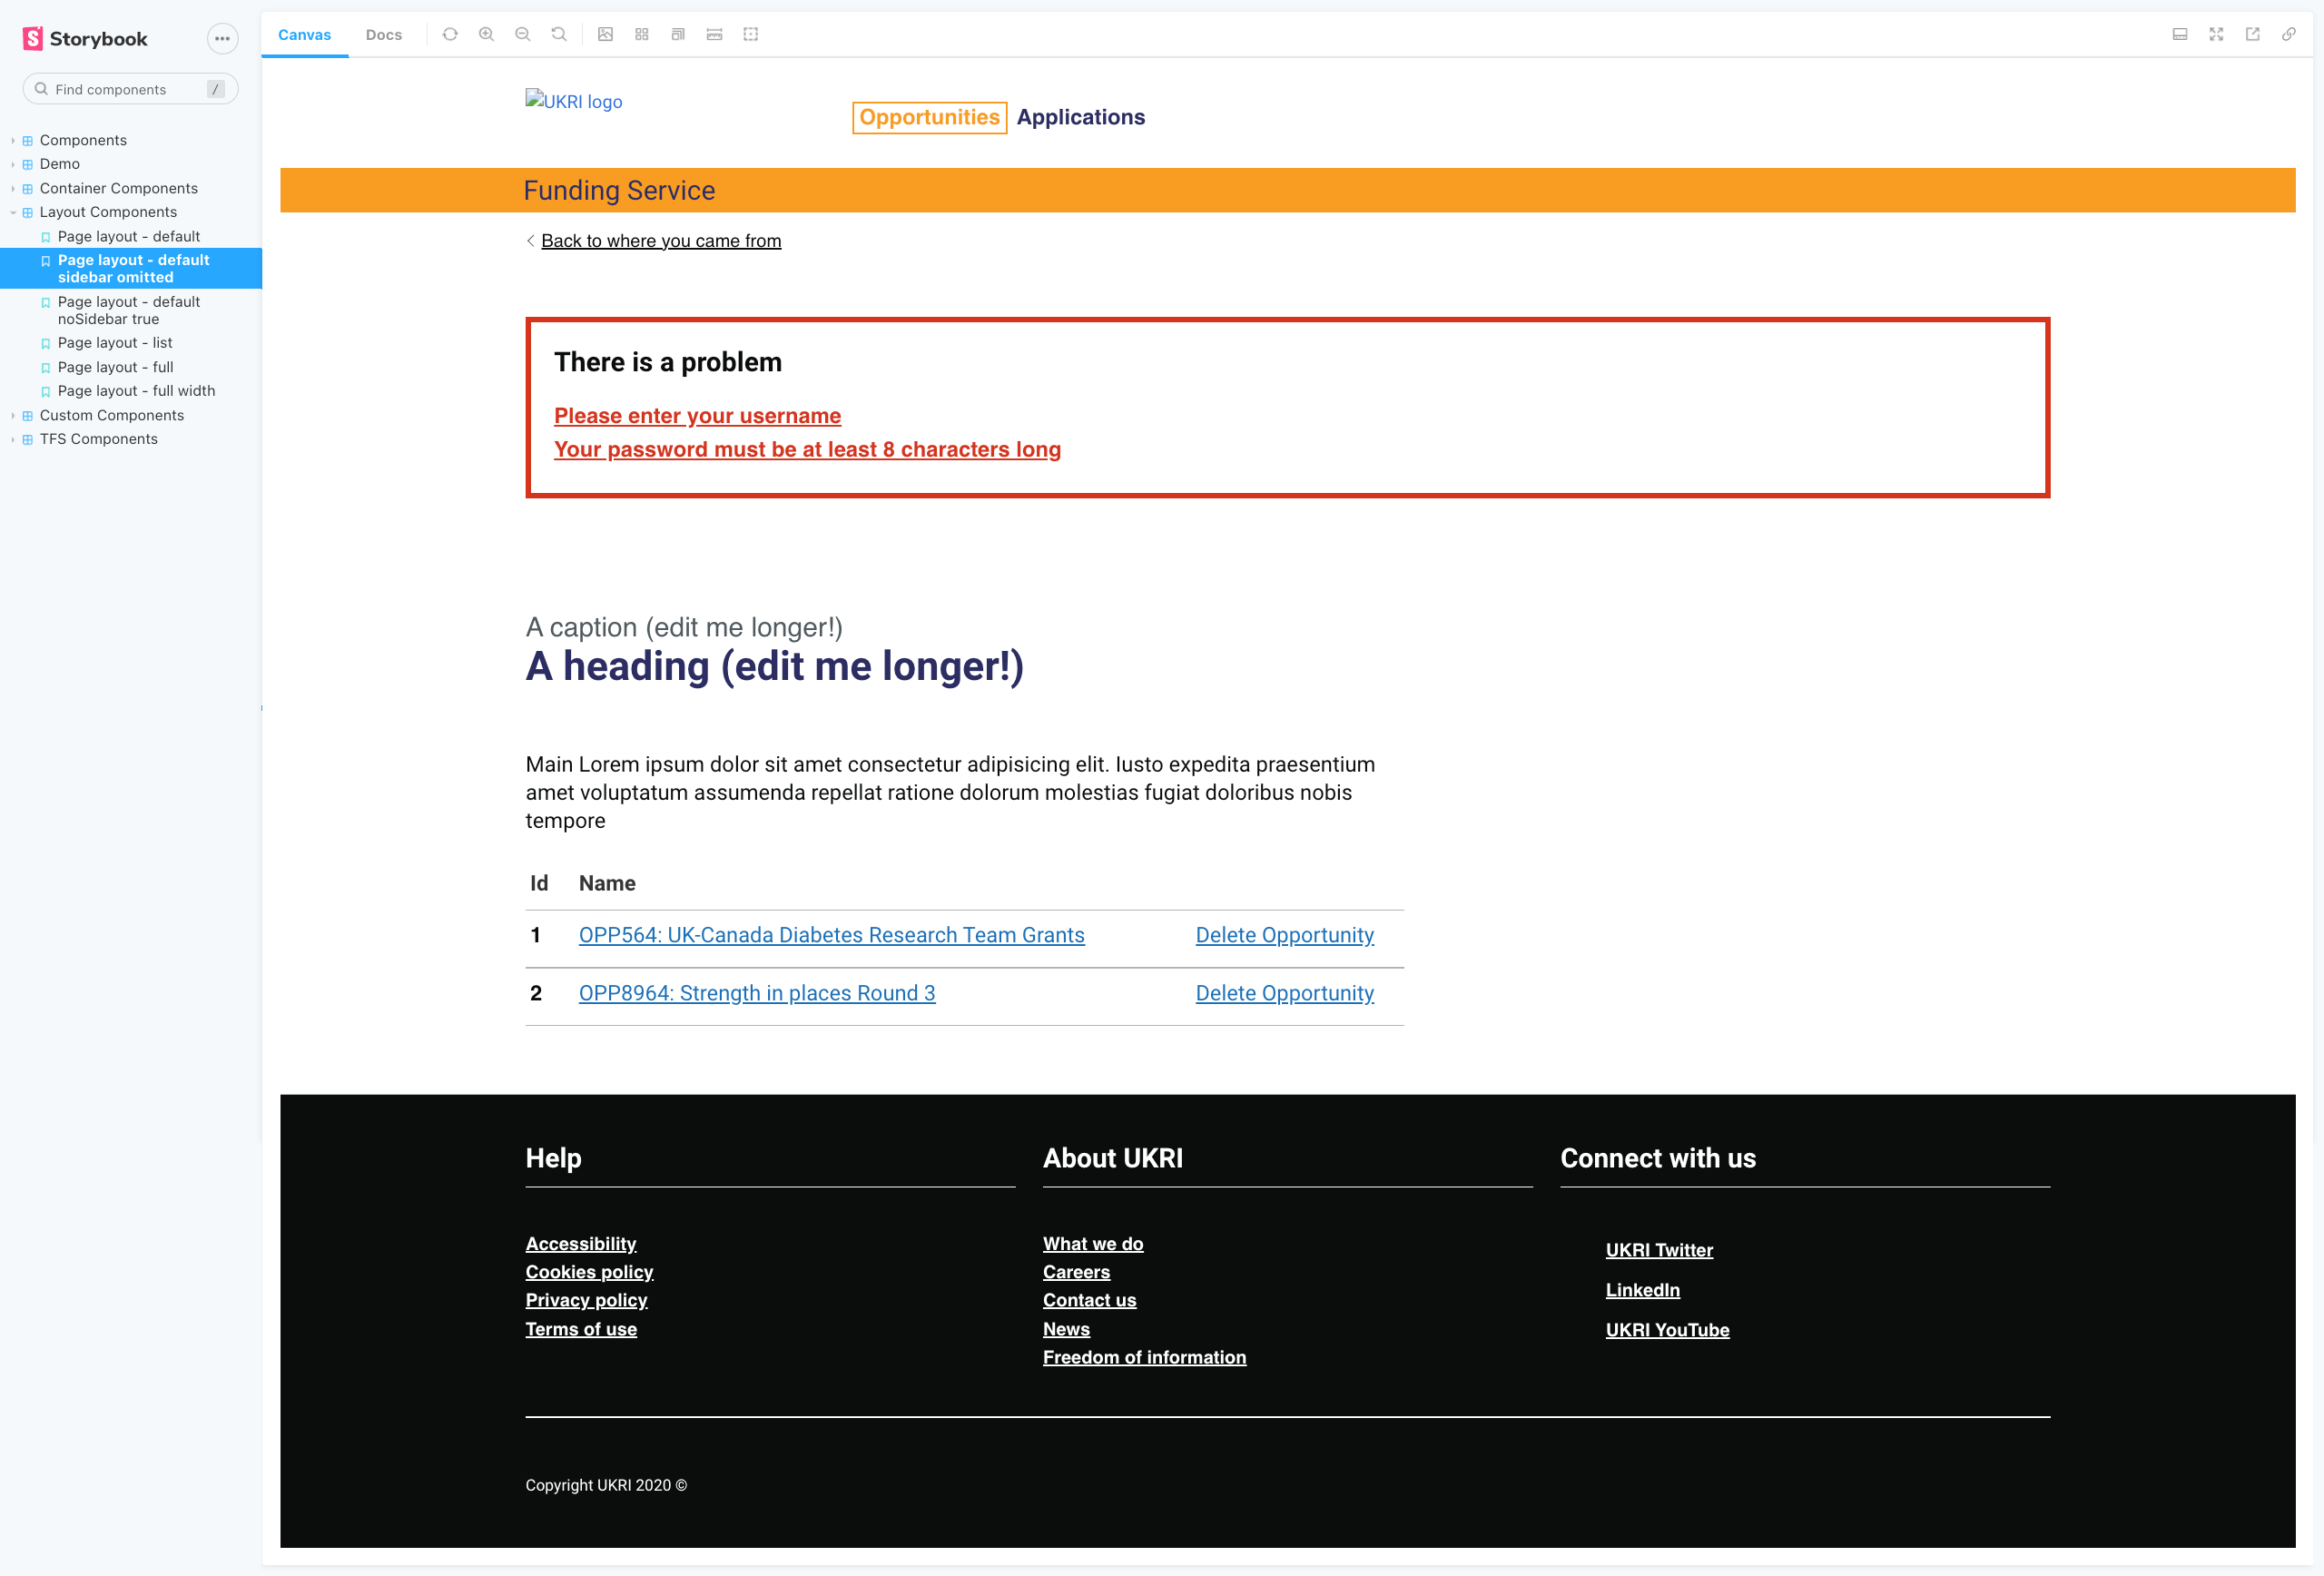 Storybook
Find components
/
Components
Demo
Container Components
Layout Components
Page layout - default
Page layout - default
sidebar omitted
Page layout - default
noSidebar true
Page layout - list
Page layout - full
Page layout - full width
Custom Components
TFS Components
Canvas Docs
UKRI logo
Opportunities Applications
Funding Service
Back to where you came from
There is a problem
Please enter your username
Your password must be at least 8 characters long
A caption (edit me longer!)
A heading (edit me longer!)
Main Lorem ipsum dolor sit amet consectetur adipisicing elit. Iusto expedita praesentium
amet voluptatum assumenda repellat ratione dolorum molestias fugiat doloribus nobis
tempore
Id Name
1 OPP564: UK-Canada Diabetes Research Team Grants Delete Opportunity
2 OPP8964: Strength in places Round 3 Delete Opportunity
Help
Accessibility
Cookies policy
Privacy policy
Terms of use
About UKRI
What we do
Careers
Contact us
News
Freedom of information
Connect with us
UKRI Twitter
LinkedIn
UKRI YouTube
Copyright UKRI 2020 ©